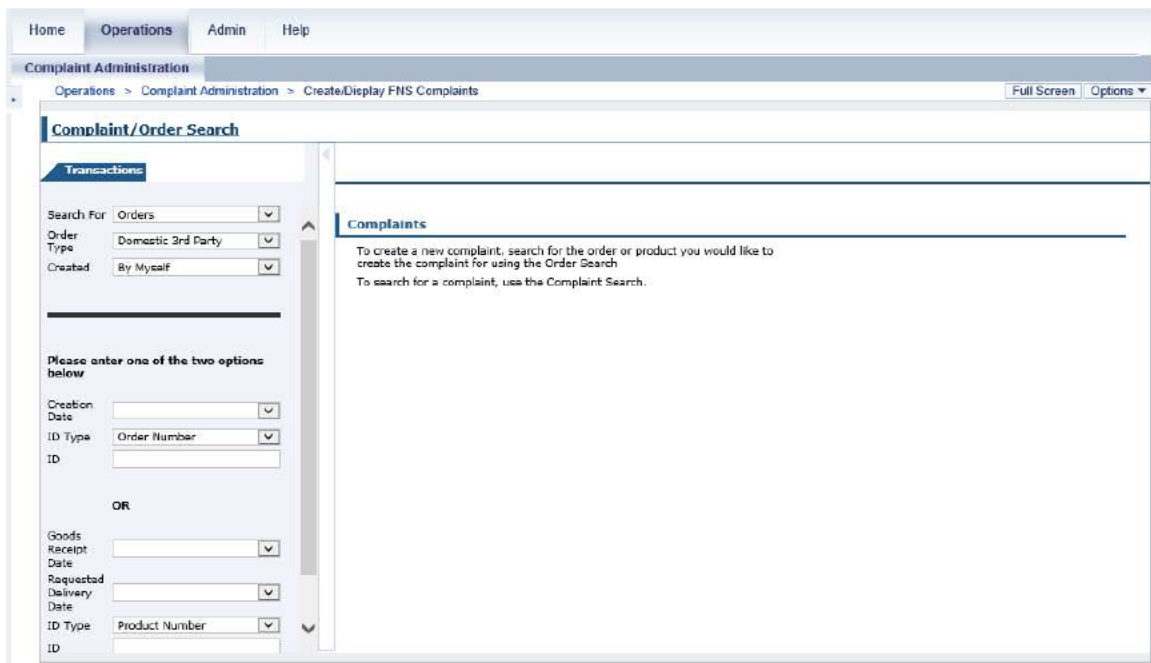 Home Operations Admin Help
Complaint Administration
Operations > Complaint Administration > Create/Display FNS Complaints Full Screen Options
Complaint/Order Search
Transactions
Search For Orders
Order Type Domestic 3rd Party
Created By Myself
Please enter one of the two options
below
Creation Date
ID Type Order Number
ID
OR
Goods
Receipt
Date
Requested
Delivery
Date
ID Type Product Number
ID
Complaints
To create a new complaint, search for the order or product you would like to
create the complaint for using the Order Search
To search for a complaint, use the Complaint Search.